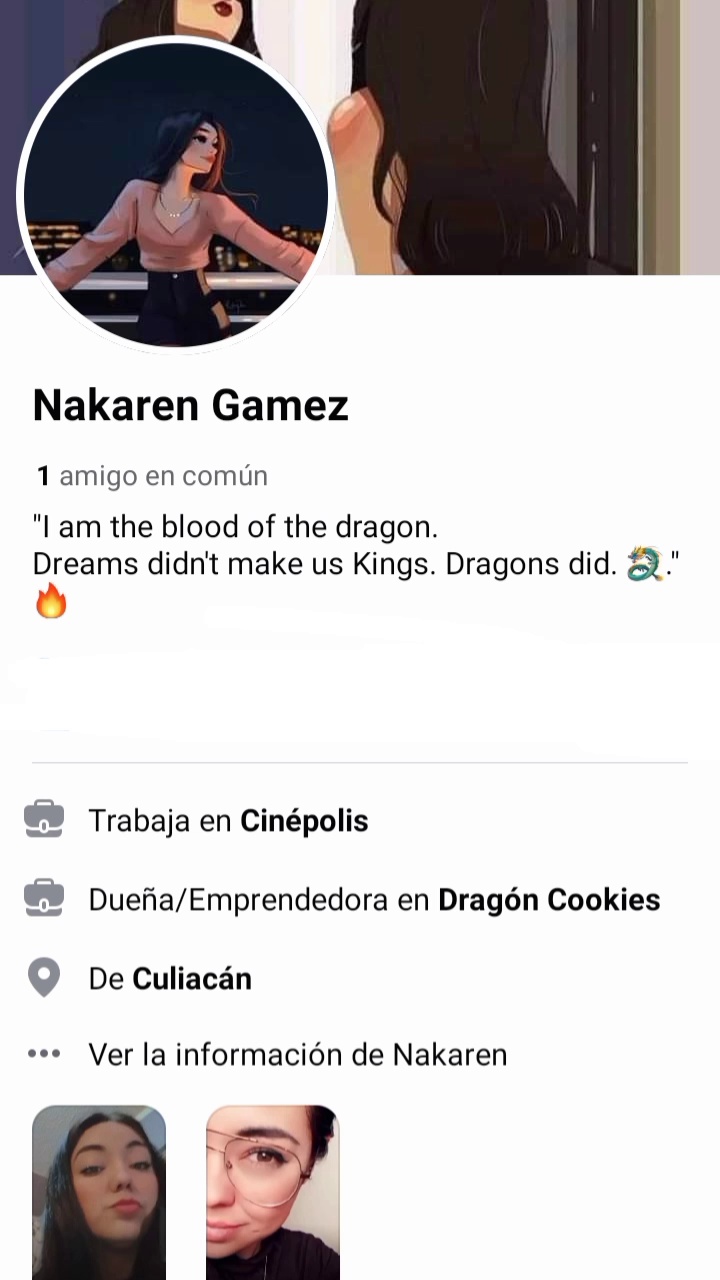 Nakaren Gamez
1 amigo en común
"I am the blood of the dragon.
Dreams didn't make us Kings. Dragons did. 🐉."
🔥
Trabaja en Cinépolis
Dueña/Emprendedora en Dragón Cookies
De Culiacán
Ver la información de Nakaren